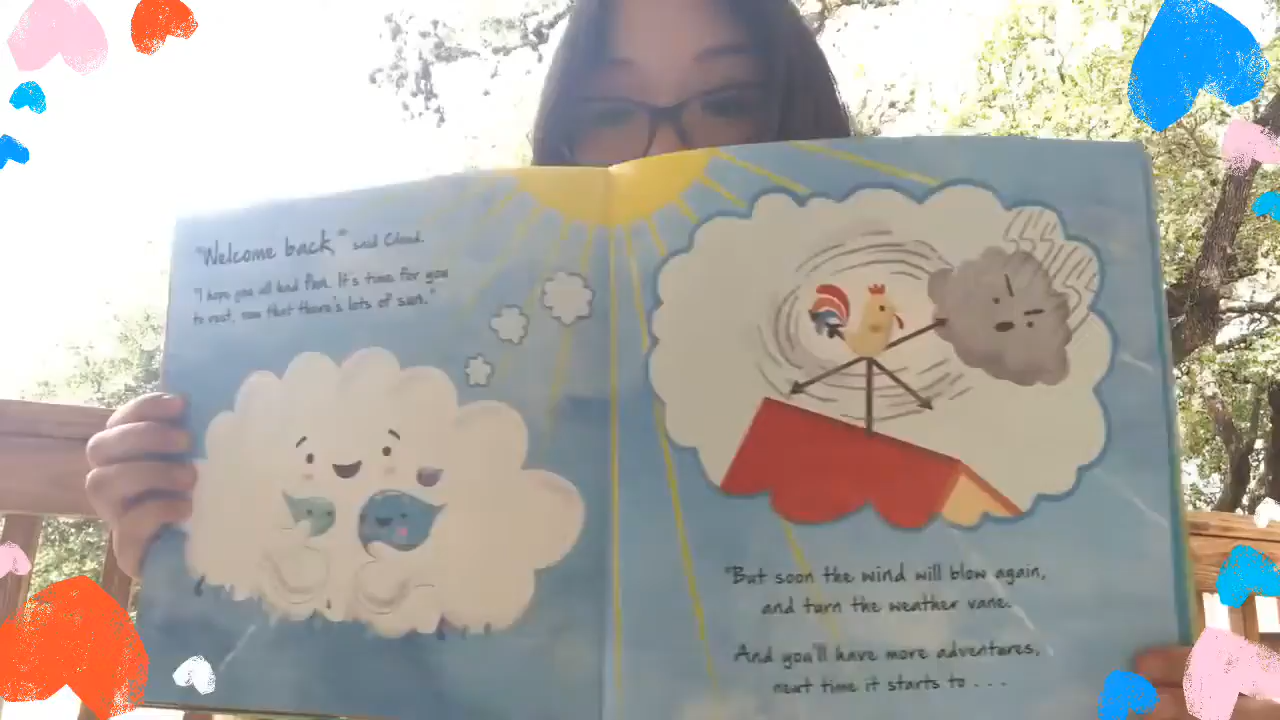 "Welcome back," said Cloud.
"I hope you all had fun. It's time for you
to rest, now that there's lots of sun."
"But soon the wind will blow again,
and turn the weather vane.
And you'll have more adventures,
next time it starts to . . .